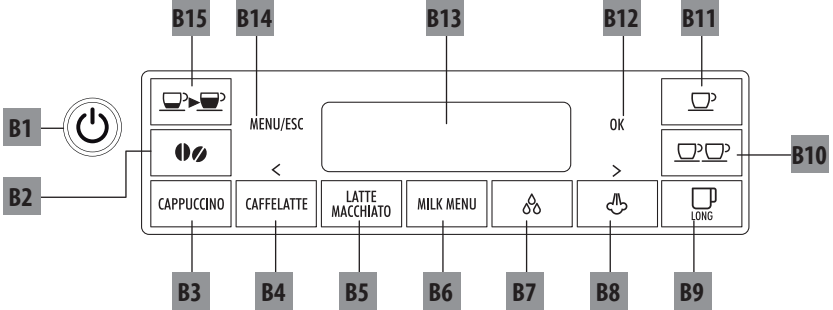 B15 B14 B13 B12 B11
B1
MENU/ESC OK
B10
< >
B2
CAPPUCCINO CAFFELATTE LATTE MACCHIATO MILK MENU LONG
B3 B4 B5 B6 B7 B8 B9